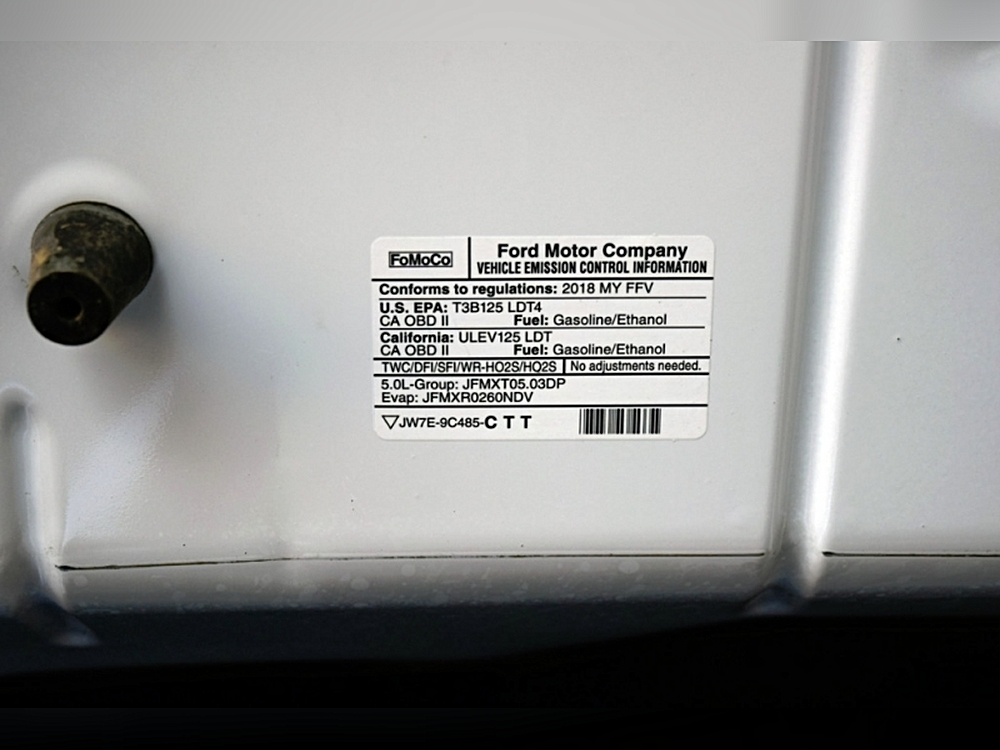 FoMoCo
Ford Motor Company
VEHICLE EMISSION CONTROL INFORMATION
Conforms to regulations: 2018 MY FFV
U.S. EPA: T3B125 LDT4
CA OBD II Fuel: Gasoline/Ethanol
California: ULEV125 LDT
CA OBD II Fuel: Gasoline/Ethanol
TWC/DFI/SFI/WR-HO2S/HO2S No adjustments needed.
5.0L-Group: JFMXT05.03DP
Evap: JFMXR0260NDV
▽JW7E-9C485-C T T